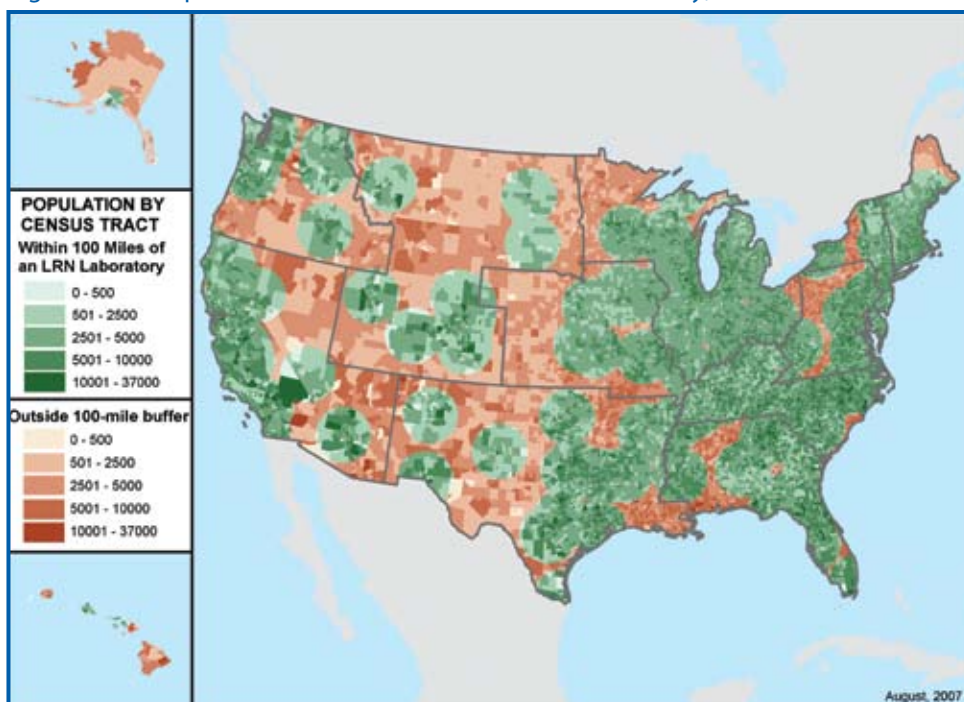 POPULATION BY
CENSUS TRACT
Within 100 Miles of
an LRN Laboratory
0 - 500
501 - 2500
2501 - 5000
5001 - 10000
10001 - 37000
Outside 100-mile buffer
0 - 500
501 - 2500
2501 - 5000
5001 - 10000
10001 - 37000
August, 2007